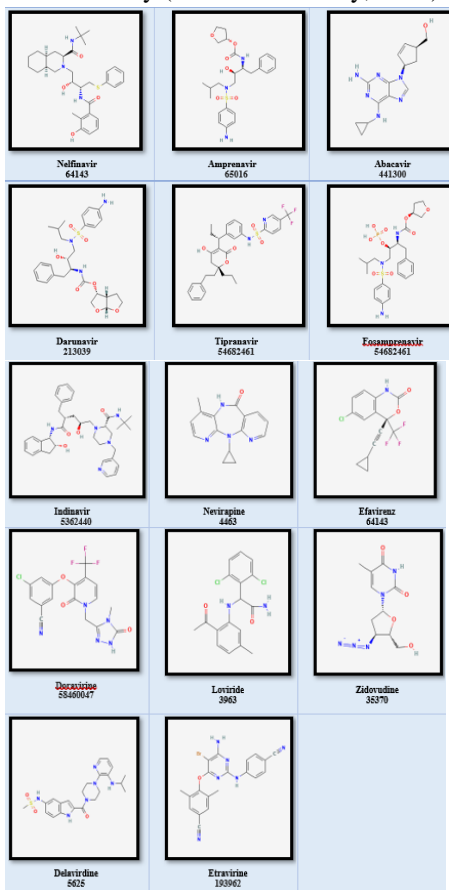 Nelfinavir
64143
Amprenavir
65016
Abacavir
441300
Darunavir
213039
Tipranavir
54682461
Fosamprenavir
54682461
Indinavir
5362440
Nevirapine
4463
Efavirenz
64143
Doravirine
58460047
Loviride
3963
Zidovudine
35370
Delavirdine
5625
Etravirine
193962